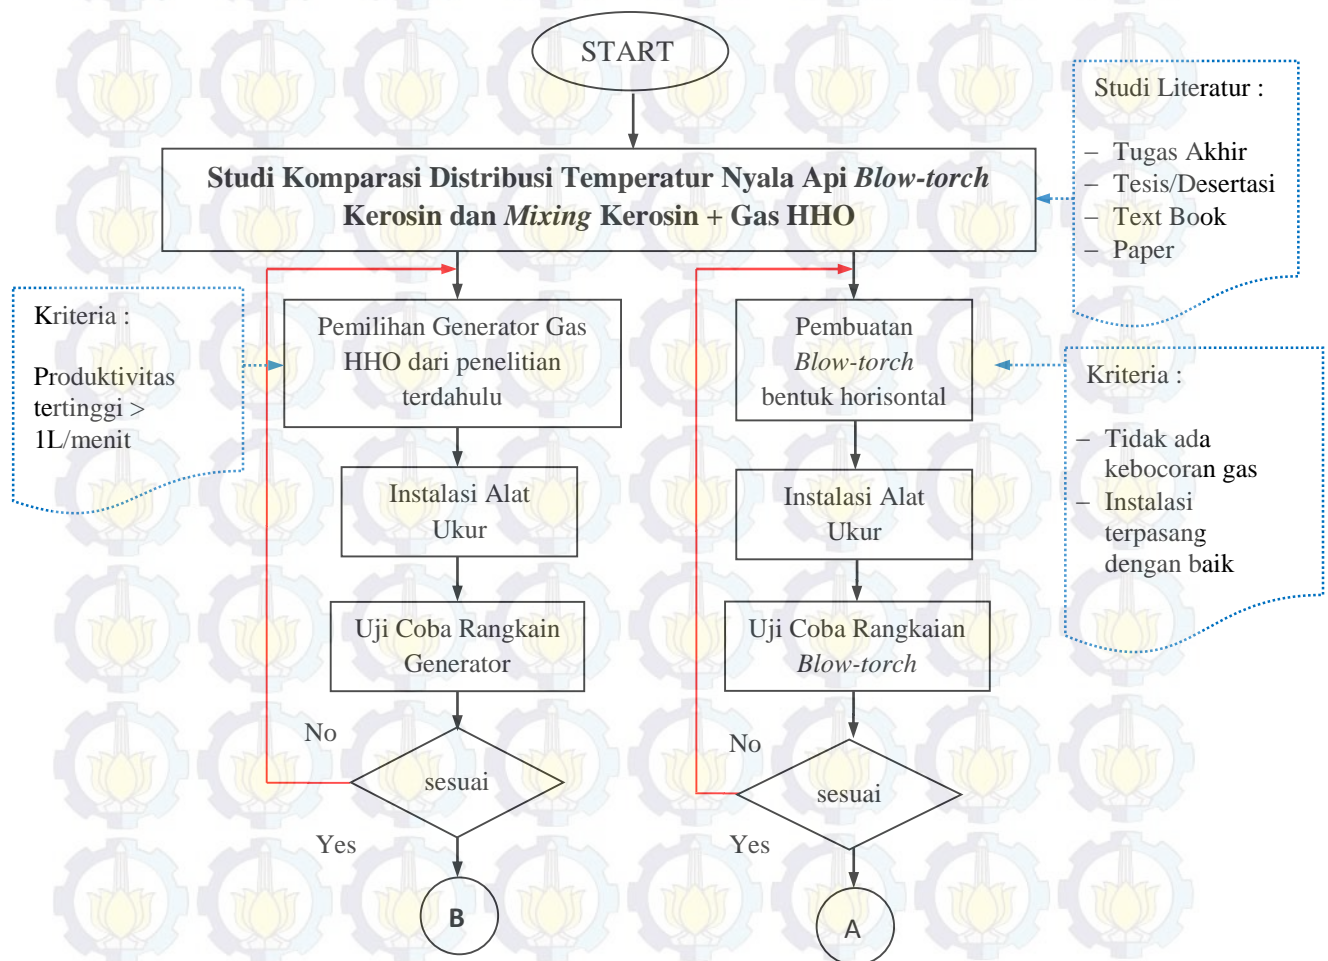 START
Studi Literatur :
– Tugas Akhir
– Tesis/Desertasi
– Text Book
– Paper
Studi Komparasi Distribusi Temperatur Nyala Api Blow-torch
Kerosin dan Mixing Kerosin + Gas HHO
Kriteria :
Produktivitas
tertinggi >
1L/menit
Pemilihan Generator Gas
HHO dari penelitian
terdahulu
Pembuatan
Blow-torch
bentuk horisontal
Kriteria :
– Tidak ada
kebocoran gas
– Instalasi
terpasang
dengan baik
Instalasi Alat
Ukur
Instalasi Alat
Ukur
Uji Coba Rangkain
Generator
Uji Coba Rangkaian
Blow-torch
No
sesuai
Yes
No
sesuai
Yes
B
A